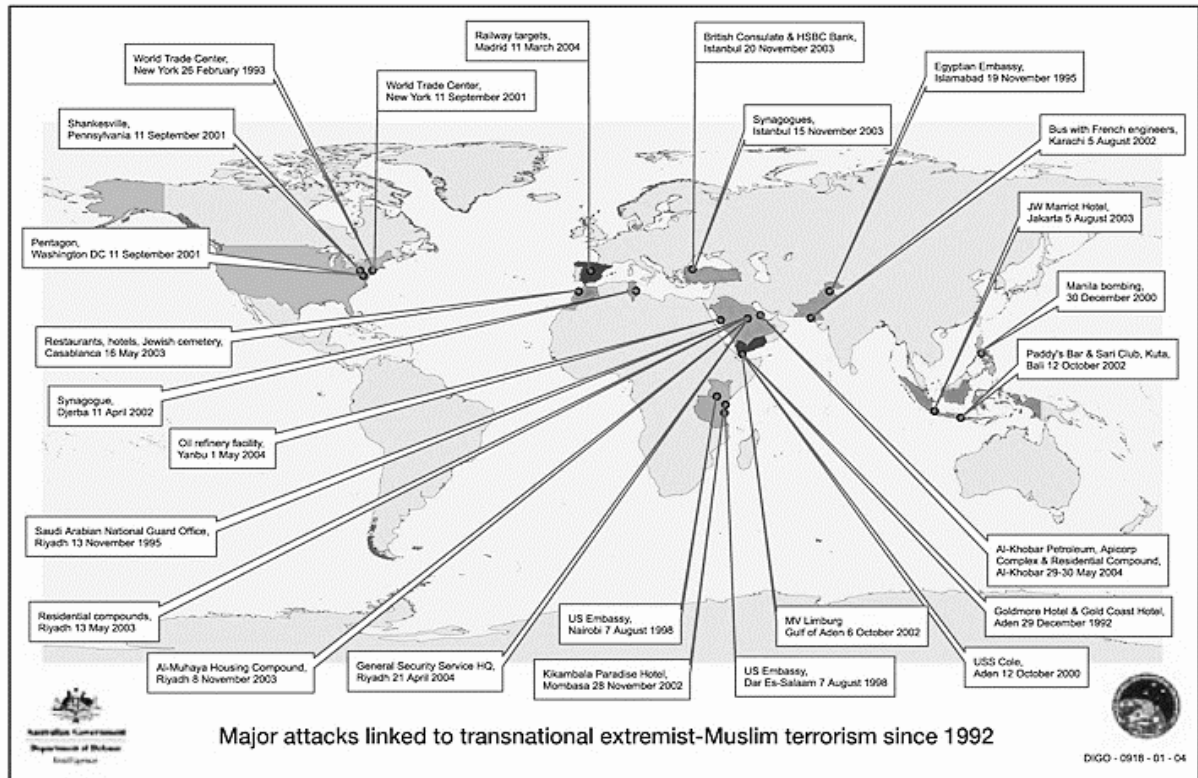 Railway targets,
Madrid 11 March 2004
British Consulate & HSBC Bank,
Istanbul 20 November 2003
World Trade Center,
New York 26 February 1993
Egyptian Embassy,
Islamabad 19 November 1995
World Trade Center,
New York 11 September 2001
Shankesville,
Pennsylvania 11 September 2001
Synagogues,
Istanbul 15 November 2003
Bus with French engineers,
Karachi 5 August 2002
JW Marriot Hotel,
Jakarta 5 August 2003
Pentagon,
Washington DC 11 September 2001
Manila bombing,
30 December 2000
Restaurants, hotels, Jewish cemetery,
Casablanca 16 May 2003
Paddy's Bar & Sari Club, Kuta,
Bali 12 October 2002
Synagogue,
Djerba 11 April 2002
Oil refinery facility,
Yanbu 1 May 2004
Saudi Arabian National Guard Office,
Riyadh 13 November 1995
Al-Khobar Petroleum, Apicorp
Complex & Residential Compound,
Al-Khobar 29-30 May 2004
Residential compounds,
Riyadh 13 May 2003
US Embassy,
Nairobi 7 August 1998
MV Limburg
Gulf of Aden 6 October 2002
Goldmore Hotel & Gold Coast Hotel,
Aden 29 December 1992
Al-Muhaya Housing Compound,
Riyadh 8 November 2003
General Security Service HQ,
Riyadh 21 April 2004
Kikambala Paradise Hotel,
Mombasa 28 November 2002
US Embassy,
Dar Es-Salaam 7 August 1998
USS Cole,
Aden 12 October 2000
Australian Government
Department of Defence
Intelligence
Major attacks linked to transnational extremist-Muslim terrorism since 1992
DIGO - 0918 - 01 - 04